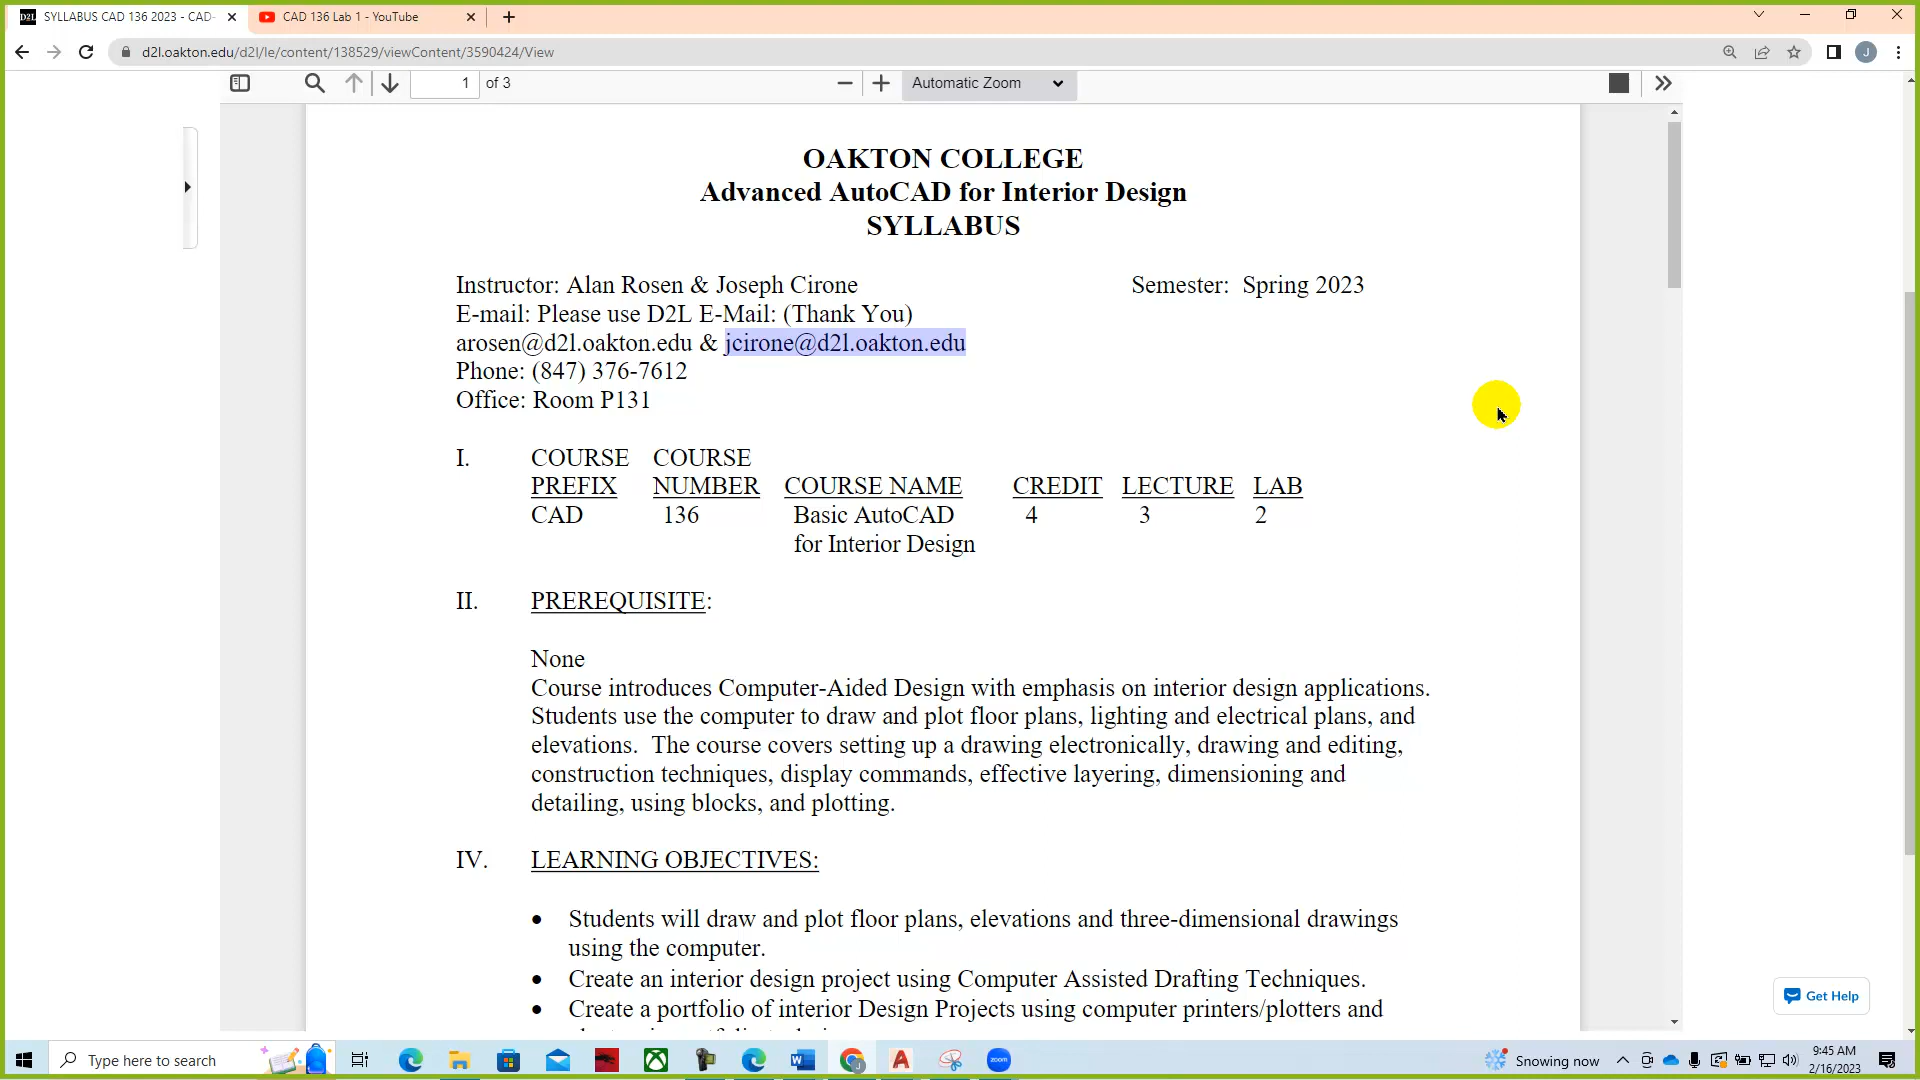 SYLLABUS CAD 136 2023 - CAD-
CAD 136 Lab 1 - YouTube
d2l.oakton.edu/d2l/le/content/138529/viewContent/3590424/View
J
1 of 3
Automatic Zoom
OAKTON COLLEGE
Advanced AutoCAD for Interior Design
SYLLABUS
Instructor: Alan Rosen & Joseph Cirone Semester: Spring 2023
E-mail: Please use D2L E-Mail: (Thank You)
arosen@d2l.oakton.edu & jcirone@d2l.oakton.edu
Phone: (847) 376-7612
Office: Room P131
I. COURSE COURSE
PREFIX NUMBER COURSE NAME CREDIT LECTURE LAB
CAD 136 Basic AutoCAD 4 3 2
for Interior Design
II. PREREQUISITE:
None
Course introduces Computer-Aided Design with emphasis on interior design applications.
Students use the computer to draw and plot floor plans, lighting and electrical plans, and
elevations. The course covers setting up a drawing electronically, drawing and editing,
construction techniques, display commands, effective layering, dimensioning and
detailing, using blocks, and plotting.
IV. LEARNING OBJECTIVES:
• Students will draw and plot floor plans, elevations and three-dimensional drawings
using the computer.
• Create an interior design project using Computer Assisted Drafting Techniques.
• Create a portfolio of interior Design Projects using computer printers/plotters and
Get Help
Type here to search
zoom
Snowing now
9:45 AM
2/16/2023